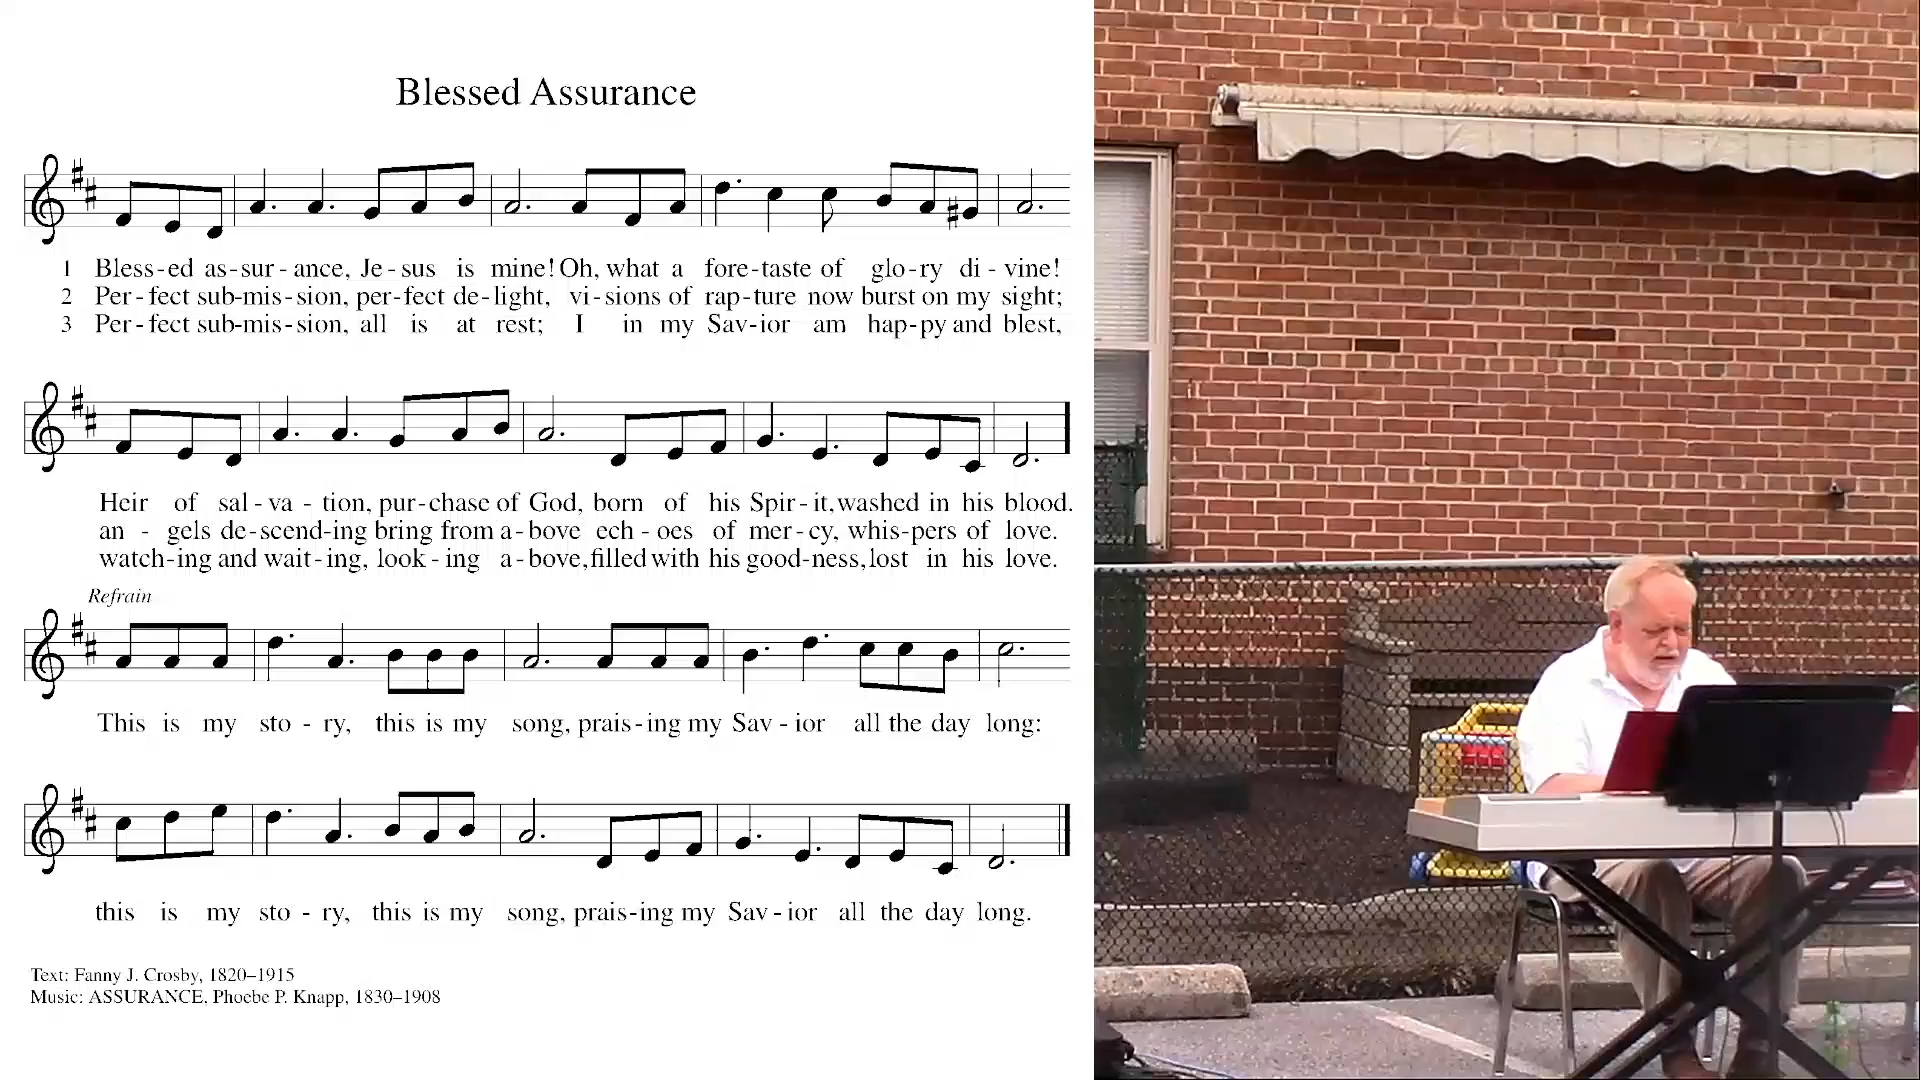 Blessed Assurance
1 Bless-ed as-sur-ance, Je-sus is mine! Oh, what a fore-taste of glo-ry di-vine!
2 Per-fect sub-mis-sion, per-fect de-light, vi-sions of rap-ture now burst on my sight;
3 Per-fect sub-mis-sion, all is at rest; I in my Sav-ior am hap-py and blest,
Heir of sal-va-tion, pur-chase of God, born of his Spir-it, washed in his blood.
an-gels de-scend-ing bring from a-bove ech-oes of mer-cy, whis-pers of love.
watch-ing and wait-ing, look-ing a-bove, filled with his good-ness, lost in his love.
Refrain
This is my sto-ry, this is my song, prais-ing my Sav-ior all the day long:
this is my sto-ry, this is my song, prais-ing my Sav-ior all the day long.
Text: Fanny J. Crosby, 1820–1915
Music: ASSURANCE, Phoebe P. Knapp, 1830–1908